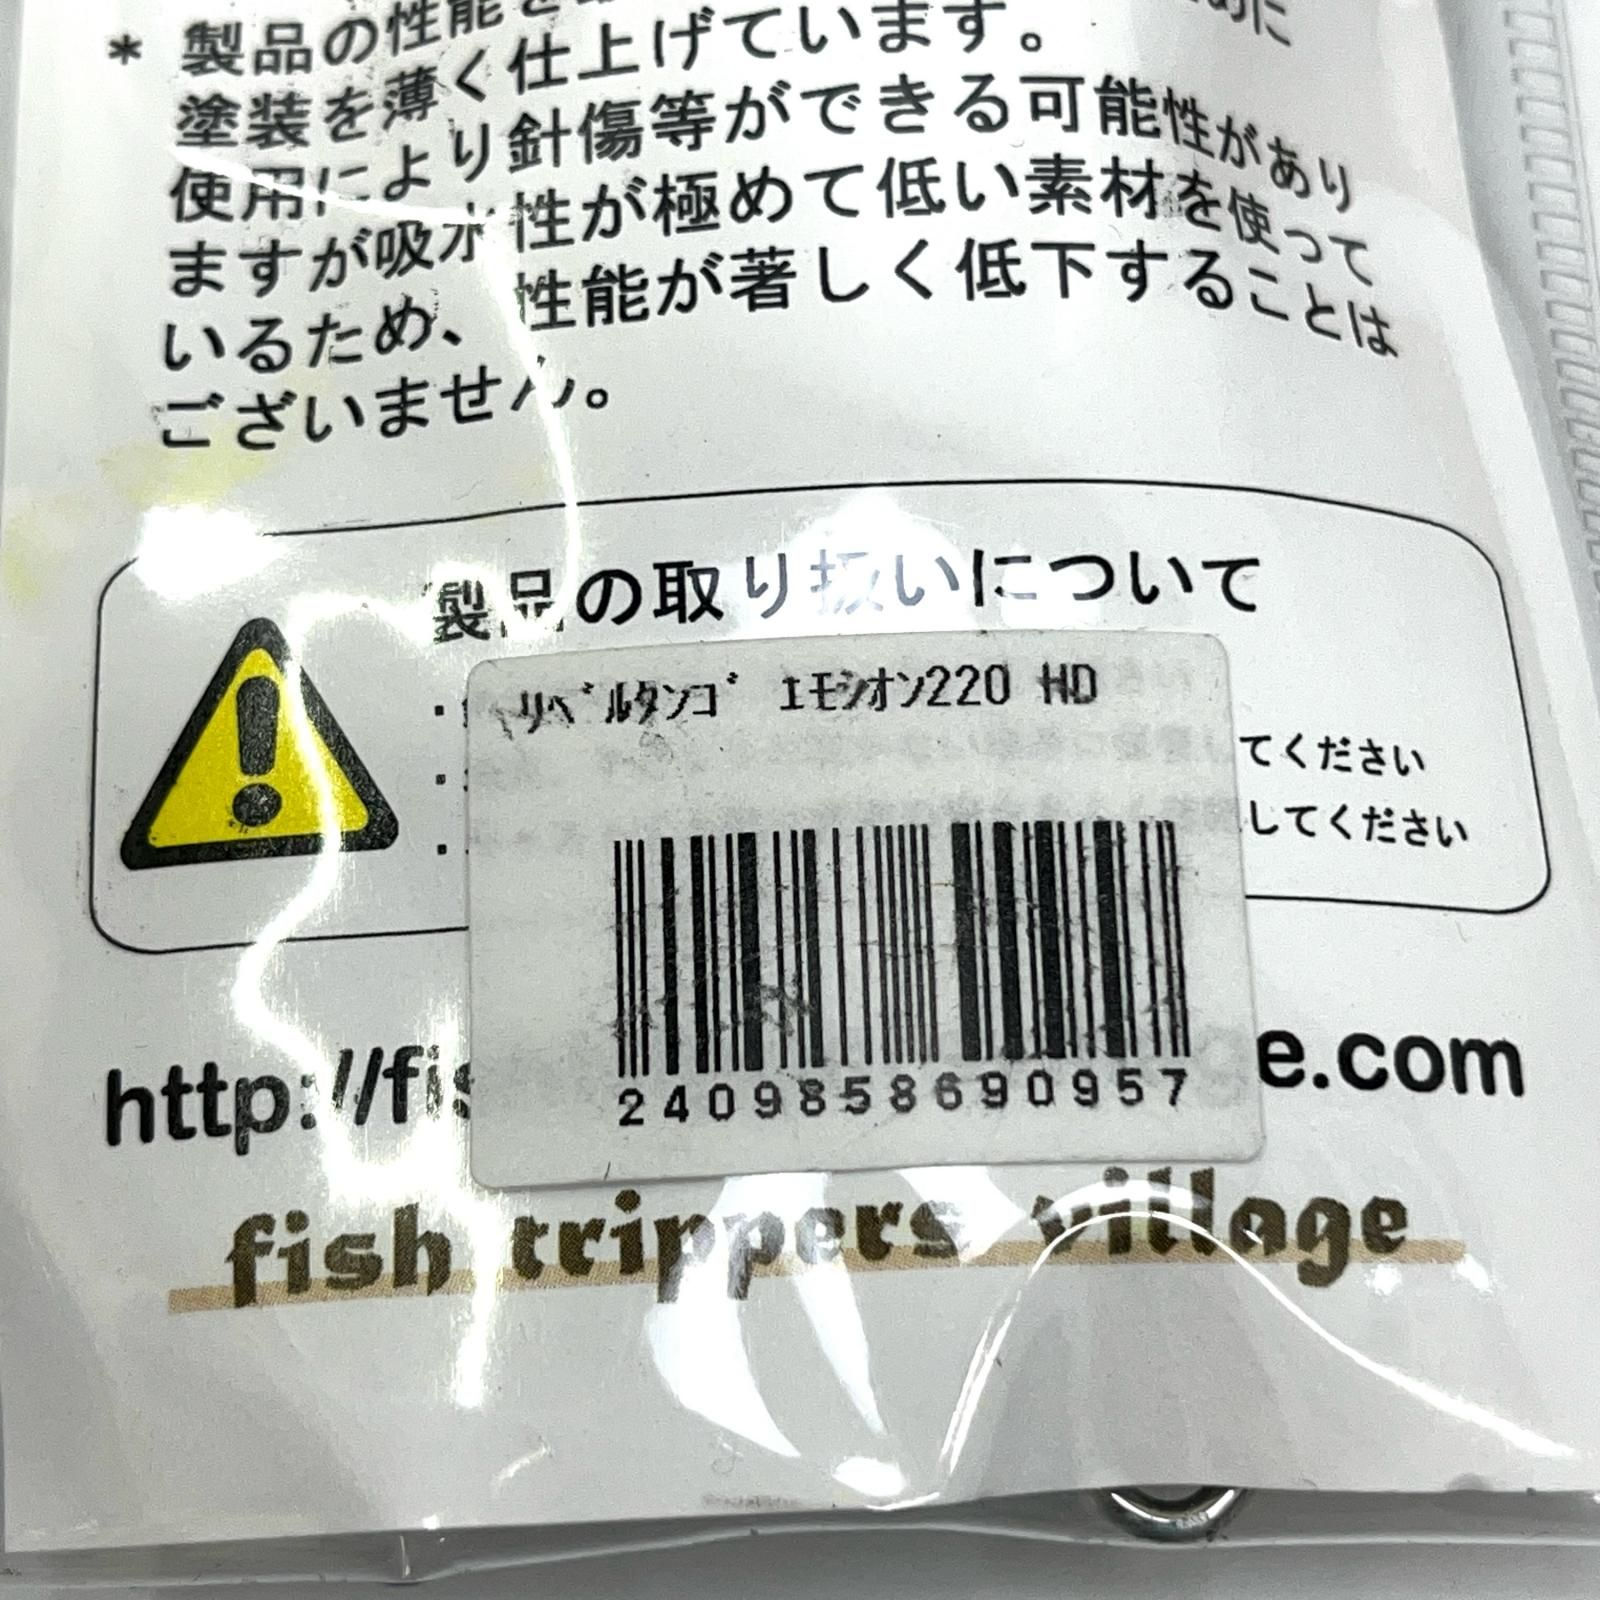 * 製品の性能を めに
塗装を薄く仕上げています。
使用により針傷等ができる可能性があり
ますが吸水性が極めて低い素材を使って
いるため、性能が著しく低下することは
ございません。
製品の取り扱いについて
ﾘﾍﾞﾙﾀﾝｺﾞ ｴﾓｼｵﾝ220 HD
てください
してください
2409858690957
http://fis e.com
fish trippers village